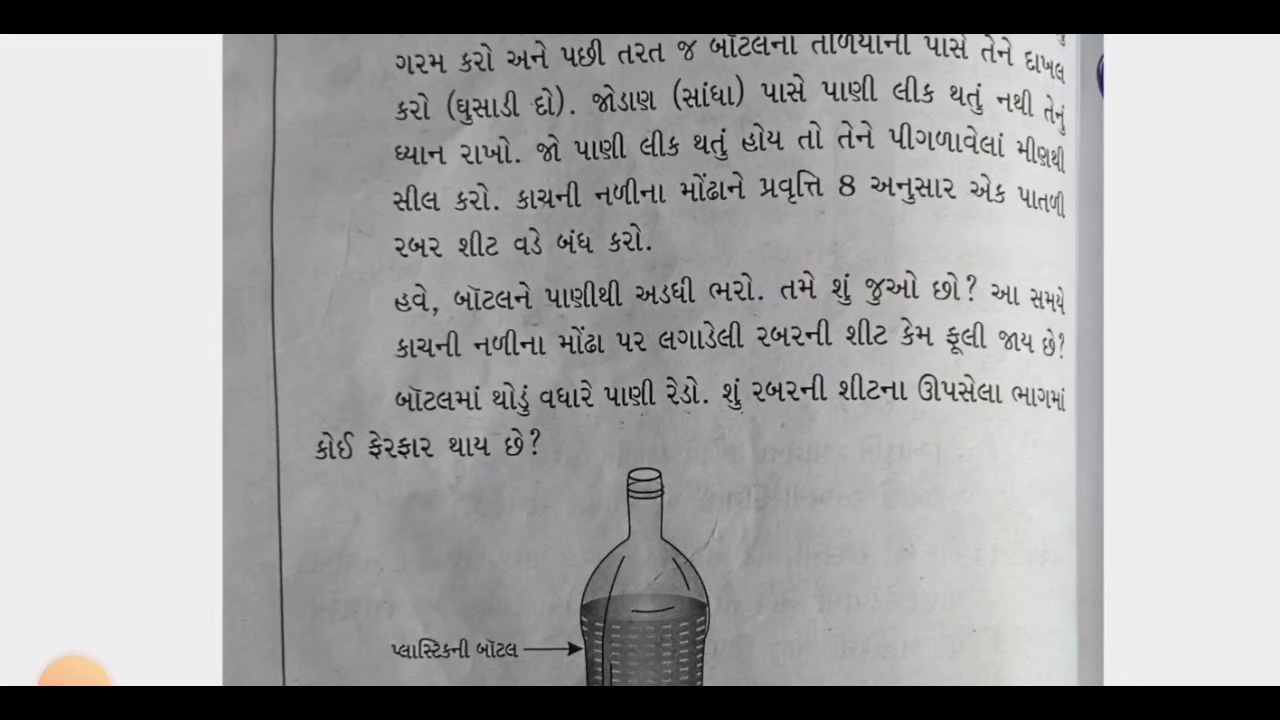 ગરમ કરો અને પછી તરત જ બૉટલના તળિયાની પાસે તેને દાખલ
કરો (ઘુસાડી દો). જોડાણ (સાંધા) પાસે પાણી લીક થતું નથી તેનું
ધ્યાન રાખો. જો પાણી લીક થતું હોય તો તેને પીગળાવેલાં મીણથી
સીલ કરો. કાચની નળીના મોંઢાને પ્રવૃત્તિ 8 અનુસાર એક પાતળી
રબર શીટ વડે બંધ કરો.
હવે, બૉટલને પાણીથી અડધી ભરો. તમે શું જુઓ છો? આ સમયે
કાચની નળીના મોંઢા પર લગાડેલી રબરની શીટ કેમ ફૂલી જાય છે?
બૉટલમાં થોડું વધારે પાણી રેડો. શું રબરની શીટના ઊપસેલા ભાગમાં
કોઈ ફેરફાર થાય છે?
પ્લાસ્ટિકની બૉટલ